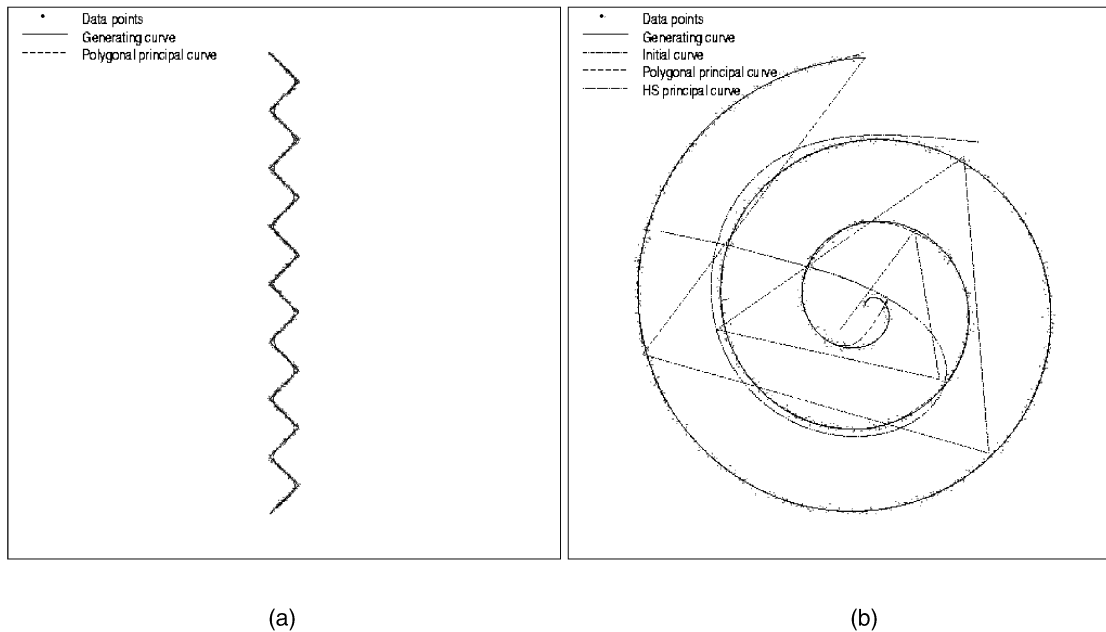 Data points
Generating curve
Polygonal principal curve
Data points
Generating curve
Initial curve
Polygonal principal curve
HS principal curve
(a)
(b)